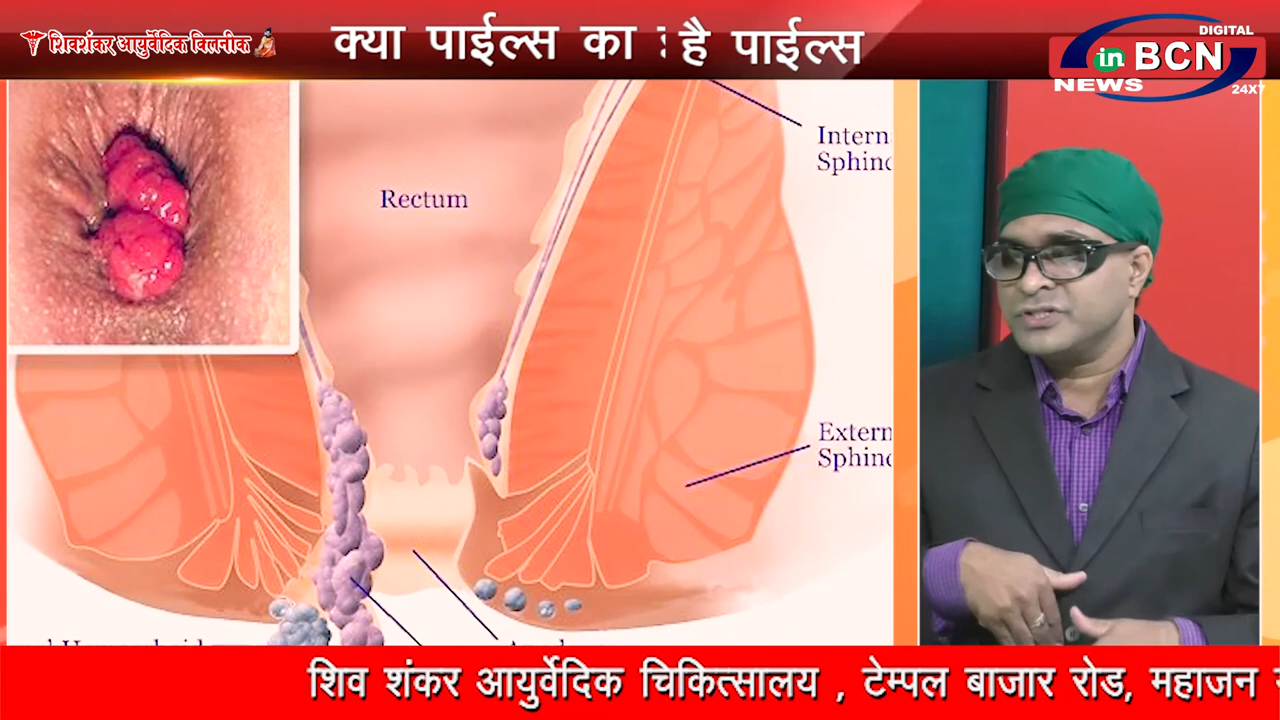 शिवशंकर आयुर्वेदिक क्लिनीक
क्या पाईल्स का है पाईल्स
DIGITAL
in BCN
NEWS
24X7
Intern
Sphinc
Rectum
Extern
Sphinc
शिव शंकर आयुर्वेदिक चिकित्सालय , टेम्पल बाजार रोड, महाजन